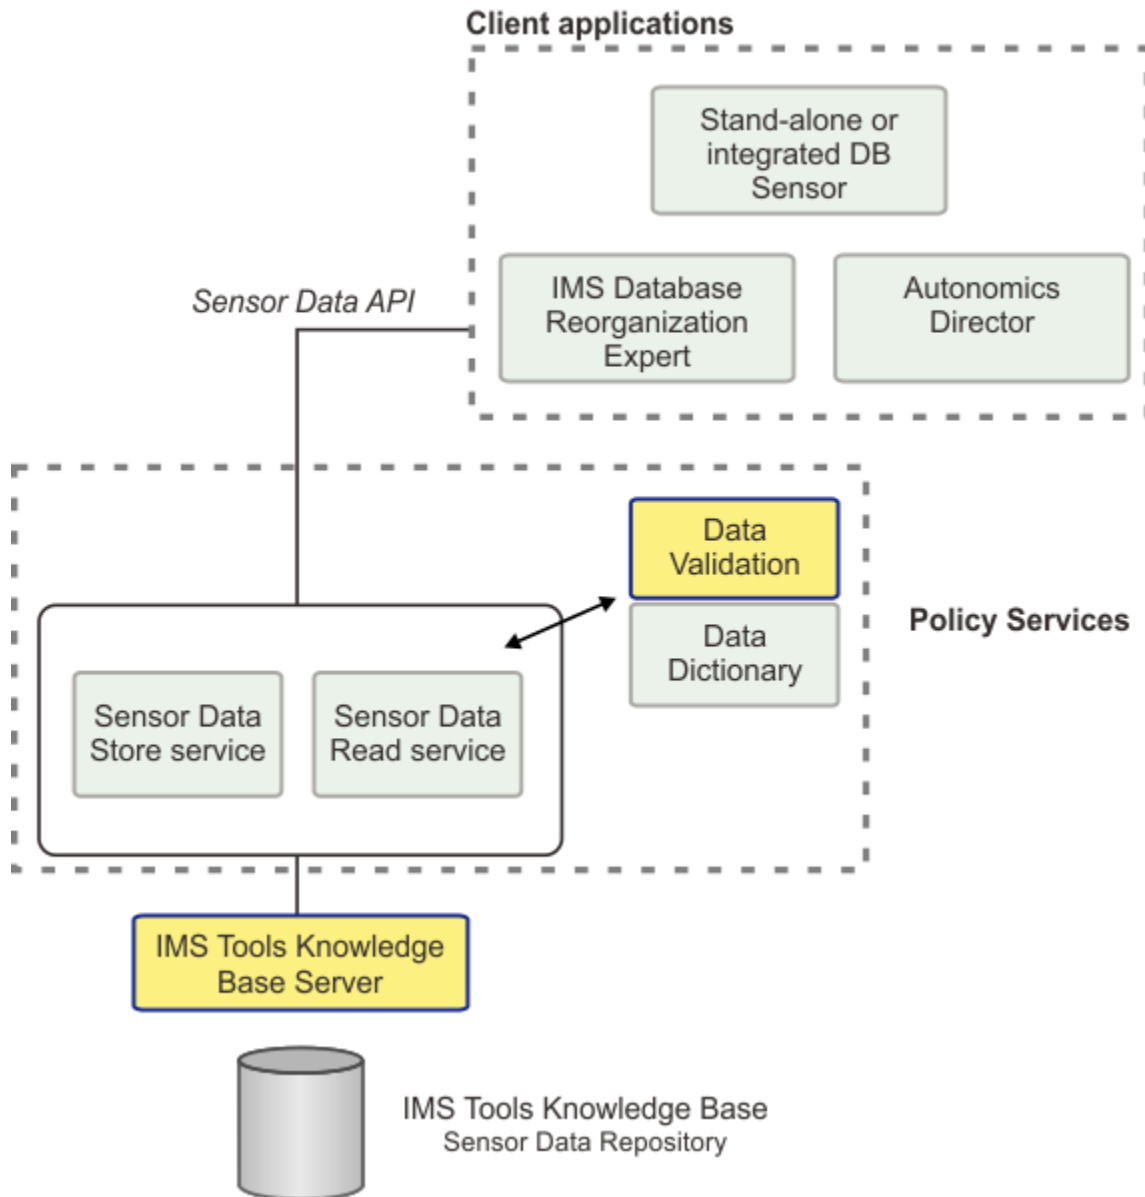 Client applications
Stand-alone or
integrated DB
Sensor
IMS Database
Reorganization
Expert
Autonomics
Director
Sensor Data API
Data
Validation
Data
Dictionary
Policy Services
Sensor Data
Store service
Sensor Data
Read service
IMS Tools Knowledge
Base Server
IMS Tools Knowledge Base
Sensor Data Repository